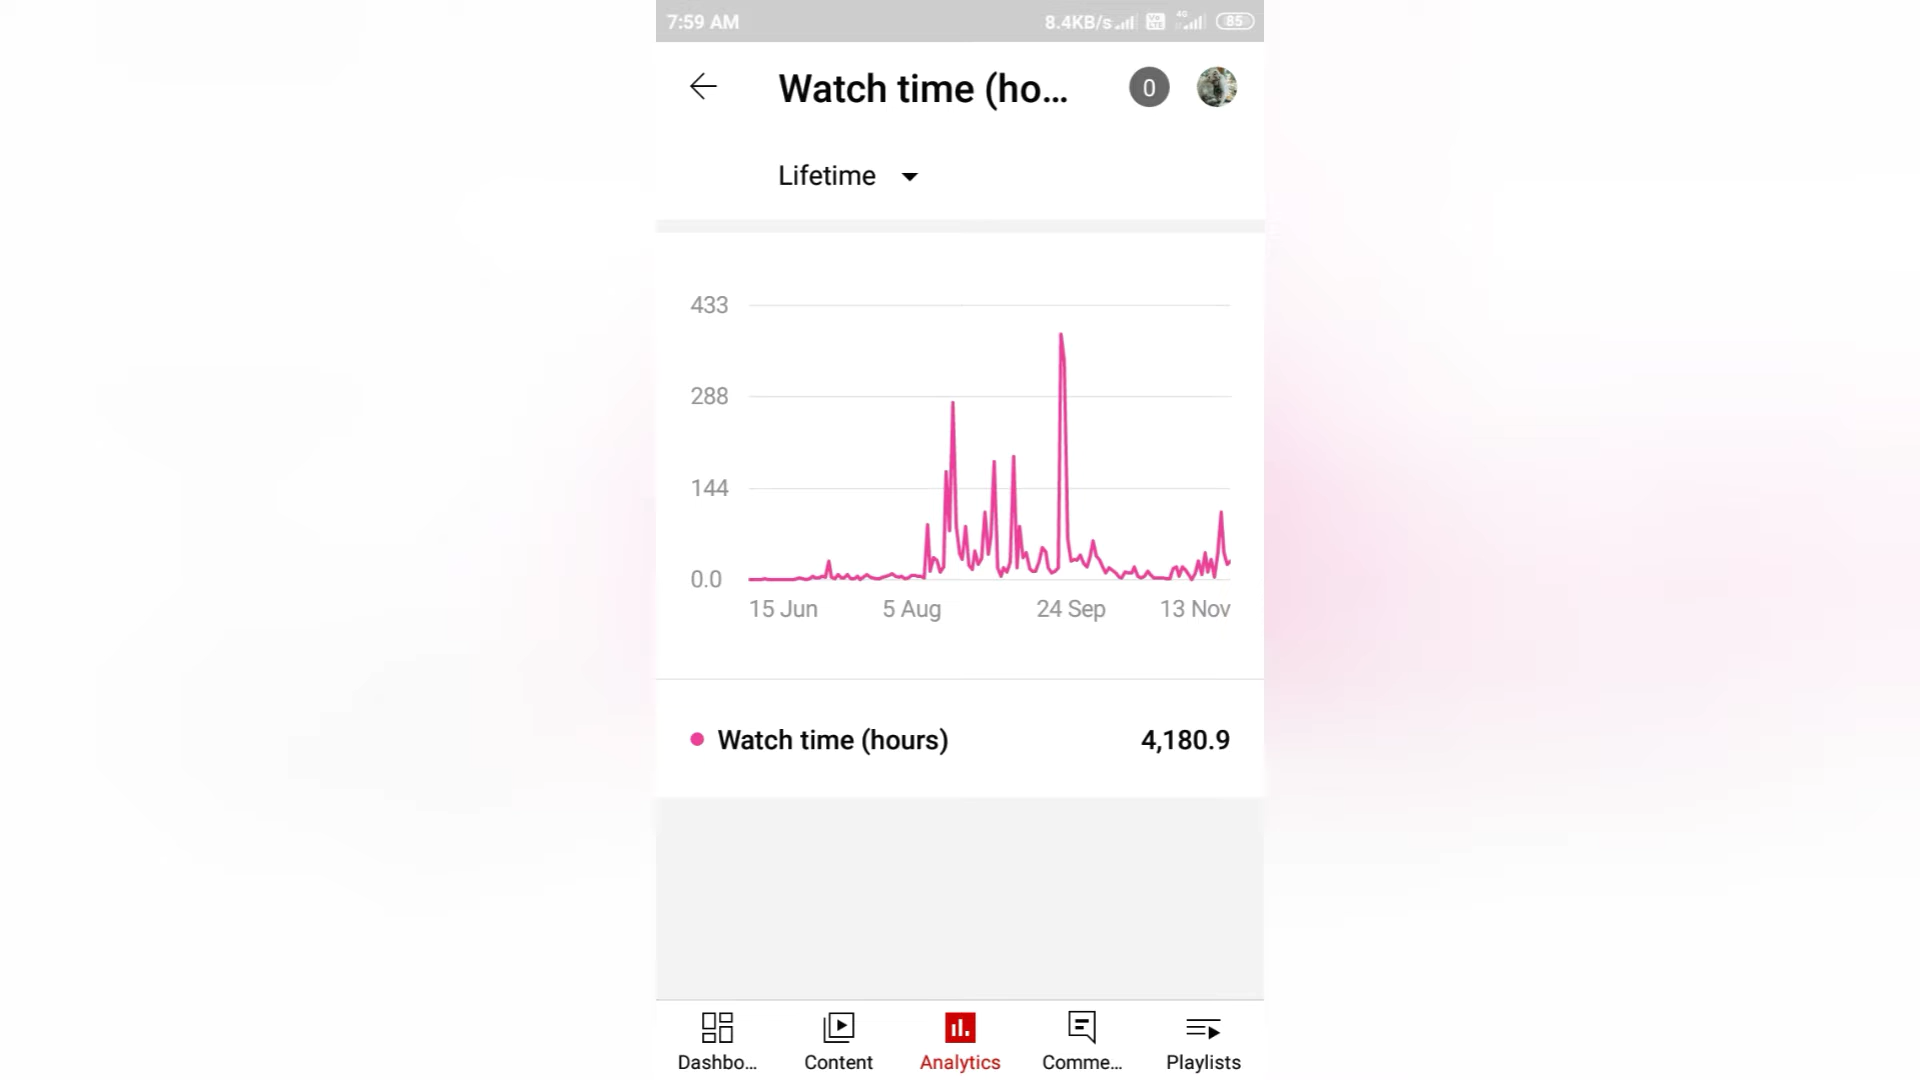 7:59 AM
8.4KB/s 4G 85
Watch time (ho...
0
Lifetime
433
288
144
0.0
15 Jun 5 Aug 24 Sep 13 Nov
Watch time (hours) 4,180.9
Dashbo... Content Analytics Comme... Playlists